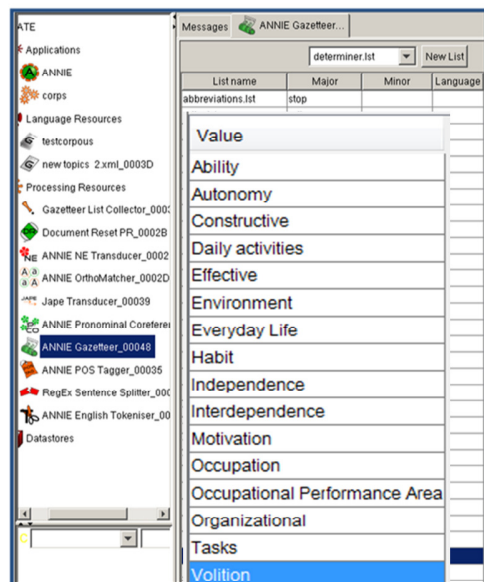 ATE
Applications
ANNIE
corps
Language Resources
testcorpous
new topics 2.xml_0003D
Processing Resources
Gazetteer List Collector_0003
Document Reset PR_0002B
ANNIE NE Transducer_0002
ANNIE OrthoMatcher_0002D
Jape Transducer_00039
ANNIE Pronominal Coreferen
ANNIE Gazetteer_00048
ANNIE POS Tagger_00035
RegEx Sentence Splitter_000
ANNIE English Tokeniser_00
Datastores
C
Messages ANNIE Gazetteer...
determiner.lst New List
List name Major Minor Language
abbreviations.lst stop
Value
Ability
Autonomy
Constructive
Daily activities
Effective
Environment
Everyday Life
Habit
Independence
Interdependence
Motivation
Occupation
Occupational Performance Area
Organizational
Tasks
Volition